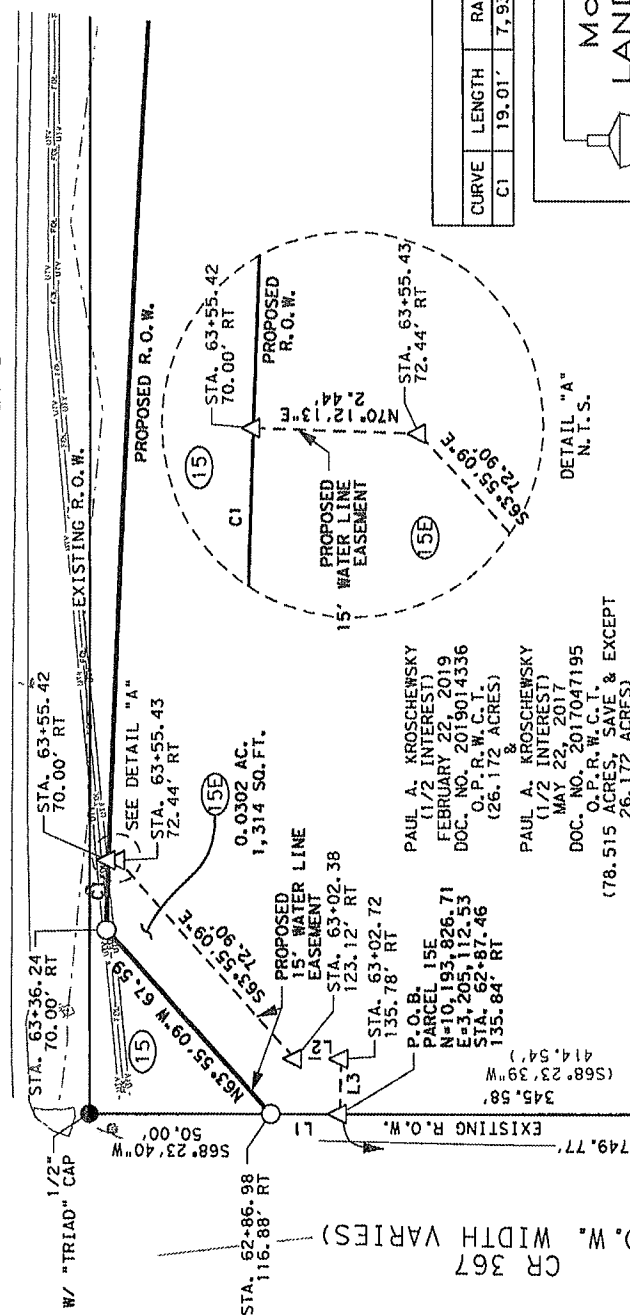 W/ "TRIAD" CAP
1/2"
STA. 63+36.24
70.00' RT
STA. 63+55.42
70.00' RT
EXISTING R.O.W.
PROPOSED R.O.W.
C1
SEE DETAIL "A"
STA. 63+55.43
72.44' RT
15
15E
0.0302 AC.
1,314 SQ.FT.
S68°23'40"W
50.00'
N63°55'09"W 67.59
S63°55'09"E
72.90'
PROPOSED
15' WATER LINE
EASEMENT
STA. 63+02.38
123.12' RT
STA. 62+86.98
116.88' RT
L1
L2
L3
STA. 63+02.72
135.78' RT
P.O.B.
PARCEL 15E
N=10,193,826.71
E=3,205,112.53
STA. 62+87.46
135.84' RT
EXISTING R.O.W.
345.58'
(S68°23'39"W
414.54')
749.77'
CR 367
O.W. WIDTH VARIES)
PAUL A. KROSCHEWSKY
(1/2 INTEREST)
FEBRUARY 22, 2019
DOC. NO. 2019014336
O.P.R.W.C.T.
(26.172 ACRES)
&
PAUL A. KROSCHEWSKY
(1/2 INTEREST)
MAY 22, 2017
DOC. NO. 2017047195
O.P.R.W.C.T.
(78.515 ACRES, SAVE & EXCEPT
26.172 ACRES)
15
STA. 63+55.42
70.00' RT
C1
PROPOSED
R.O.W.
PROPOSED
15' WATER LINE
EASEMENT
N70°12'13"E
2.44'
STA. 63+55.43
72.44' RT
15E
S63°55'09"E
72.90'
DETAIL "A"
N.T.S.
CURVE LENGTH RA
C1 19.01' 7,93
Mc
LAND